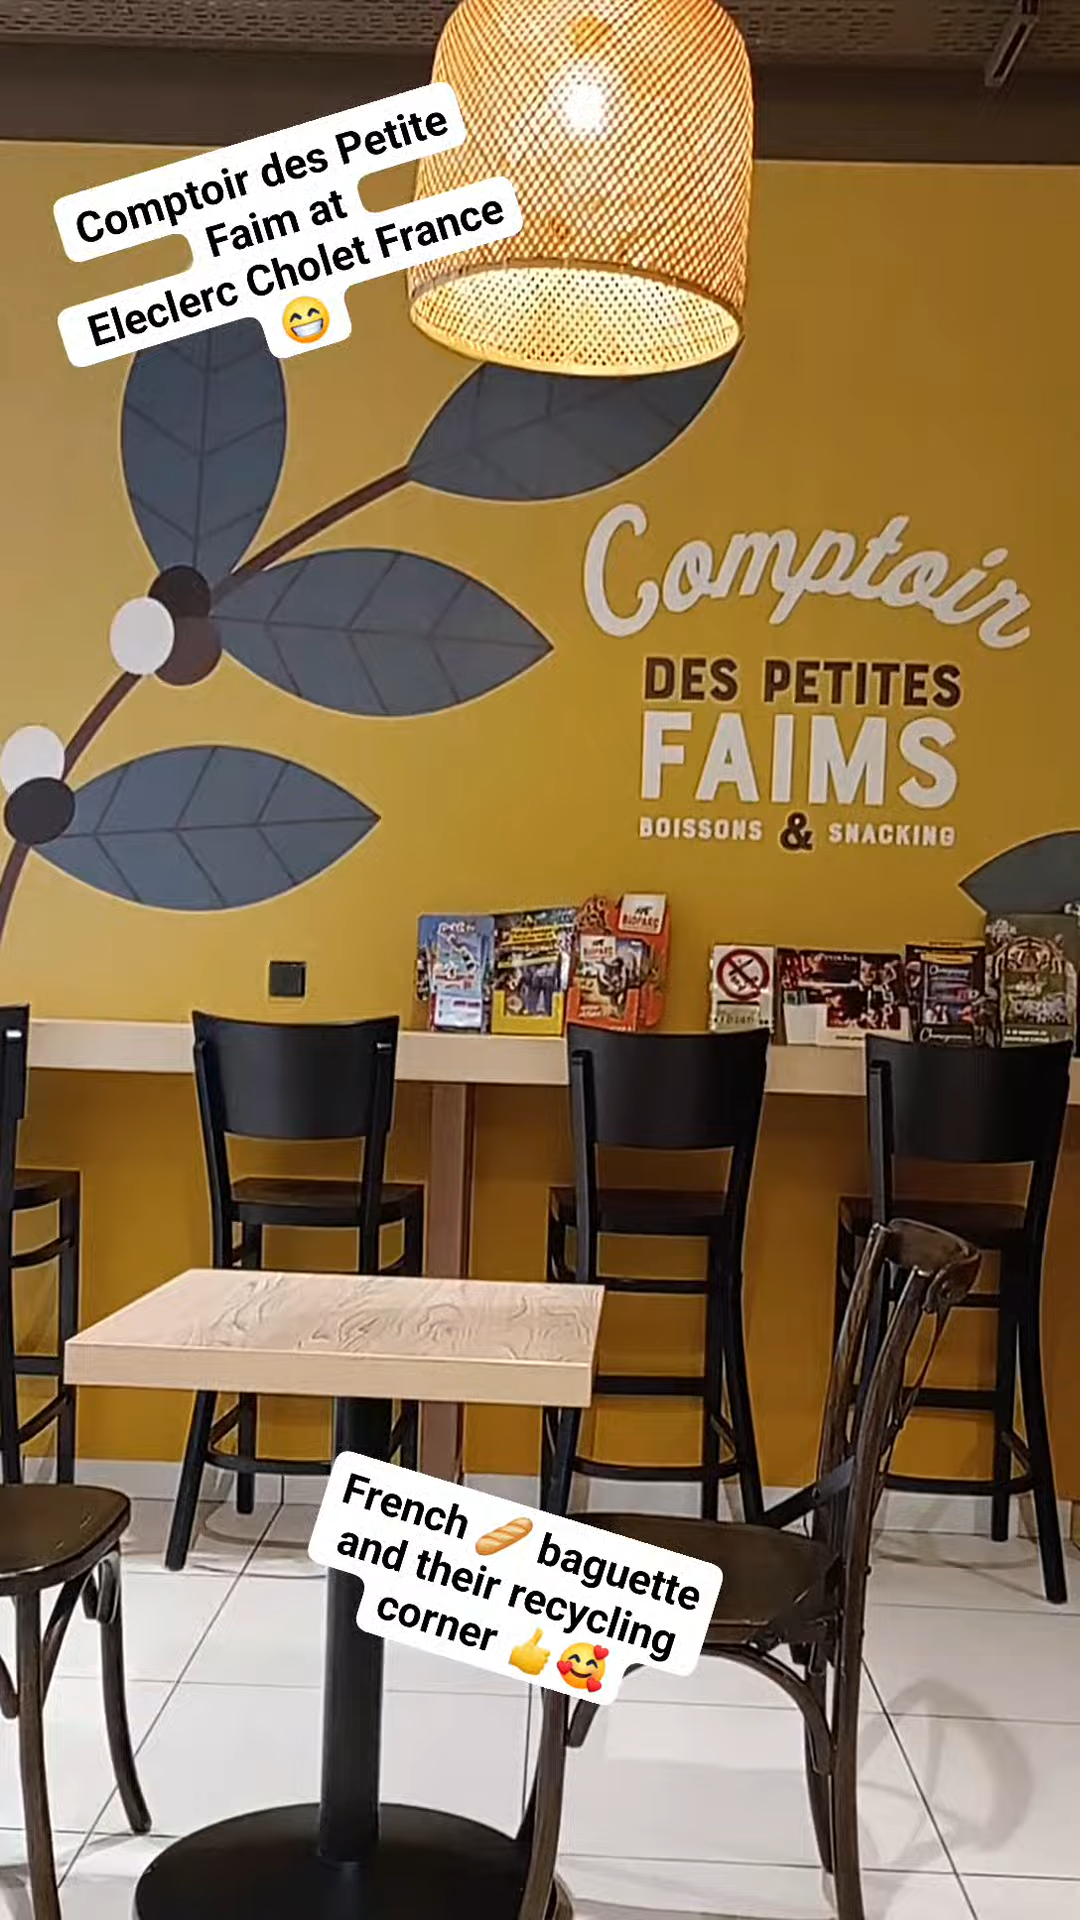 Comptoir des Petite
Faim at
Eleclerc Cholet France
😁
Comptoir
DES PETITES
FAIMS
BOISSONS & SNACKING
BIOPARC
French 🥖 baguette
and their recycling
corner 👍🥰